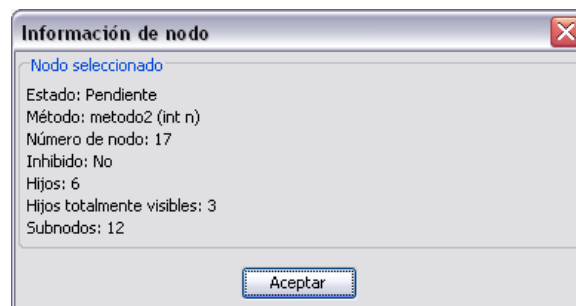 Información de nodo
Nodo seleccionado
Estado: Pendiente
Método: metodo2 (int n)
Número de nodo: 17
Inhibido: No
Hijos: 6
Hijos totalmente visibles: 3
Subnodos: 12
Aceptar